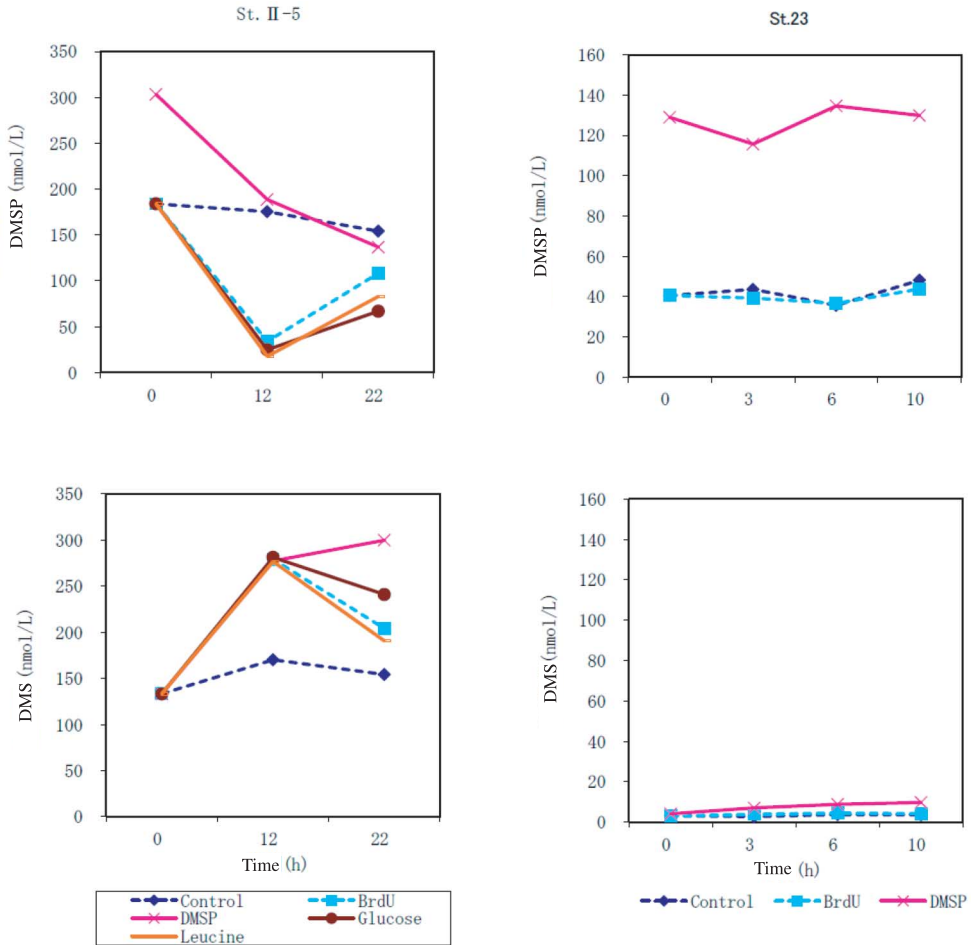 St. Ⅱ-5
350
300
250
200
150
100
50
0
DMSP (nmol/L)
0 12 22
St.23
160
140
120
100
80
60
40
20
0
DMSP (nmol/L)
0 3 6 10
350
300
250
200
150
100
50
0
DMS (nmol/L)
0 12 22
Time (h)
Control BrdU
DMSP Glucose
Leucine
160
140
120
100
80
60
40
20
0
DMS (nmol/L)
0 3 6 10
Time (h)
Control BrdU DMSP